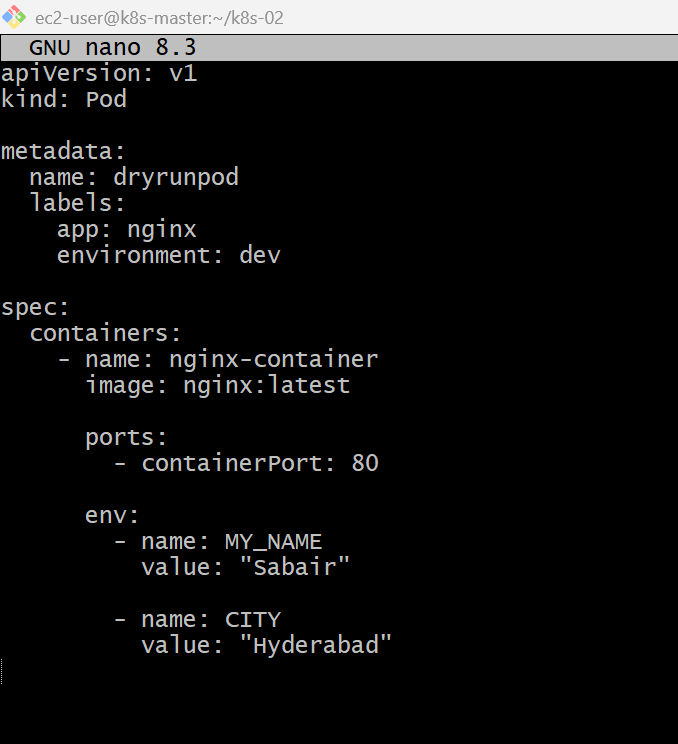 ec2-user@k8s-master:~/k8s-02
GNU nano 8.3
apiVersion: v1
kind: Pod
metadata:
  name: dryrunpod
  labels:
    app: nginx
    environment: dev
spec:
  containers:
    - name: nginx-container
      image: nginx:latest
      ports:
        - containerPort: 80
      env:
        - name: MY_NAME
          value: "Sabair"
        - name: CITY
          value: "Hyderabad"